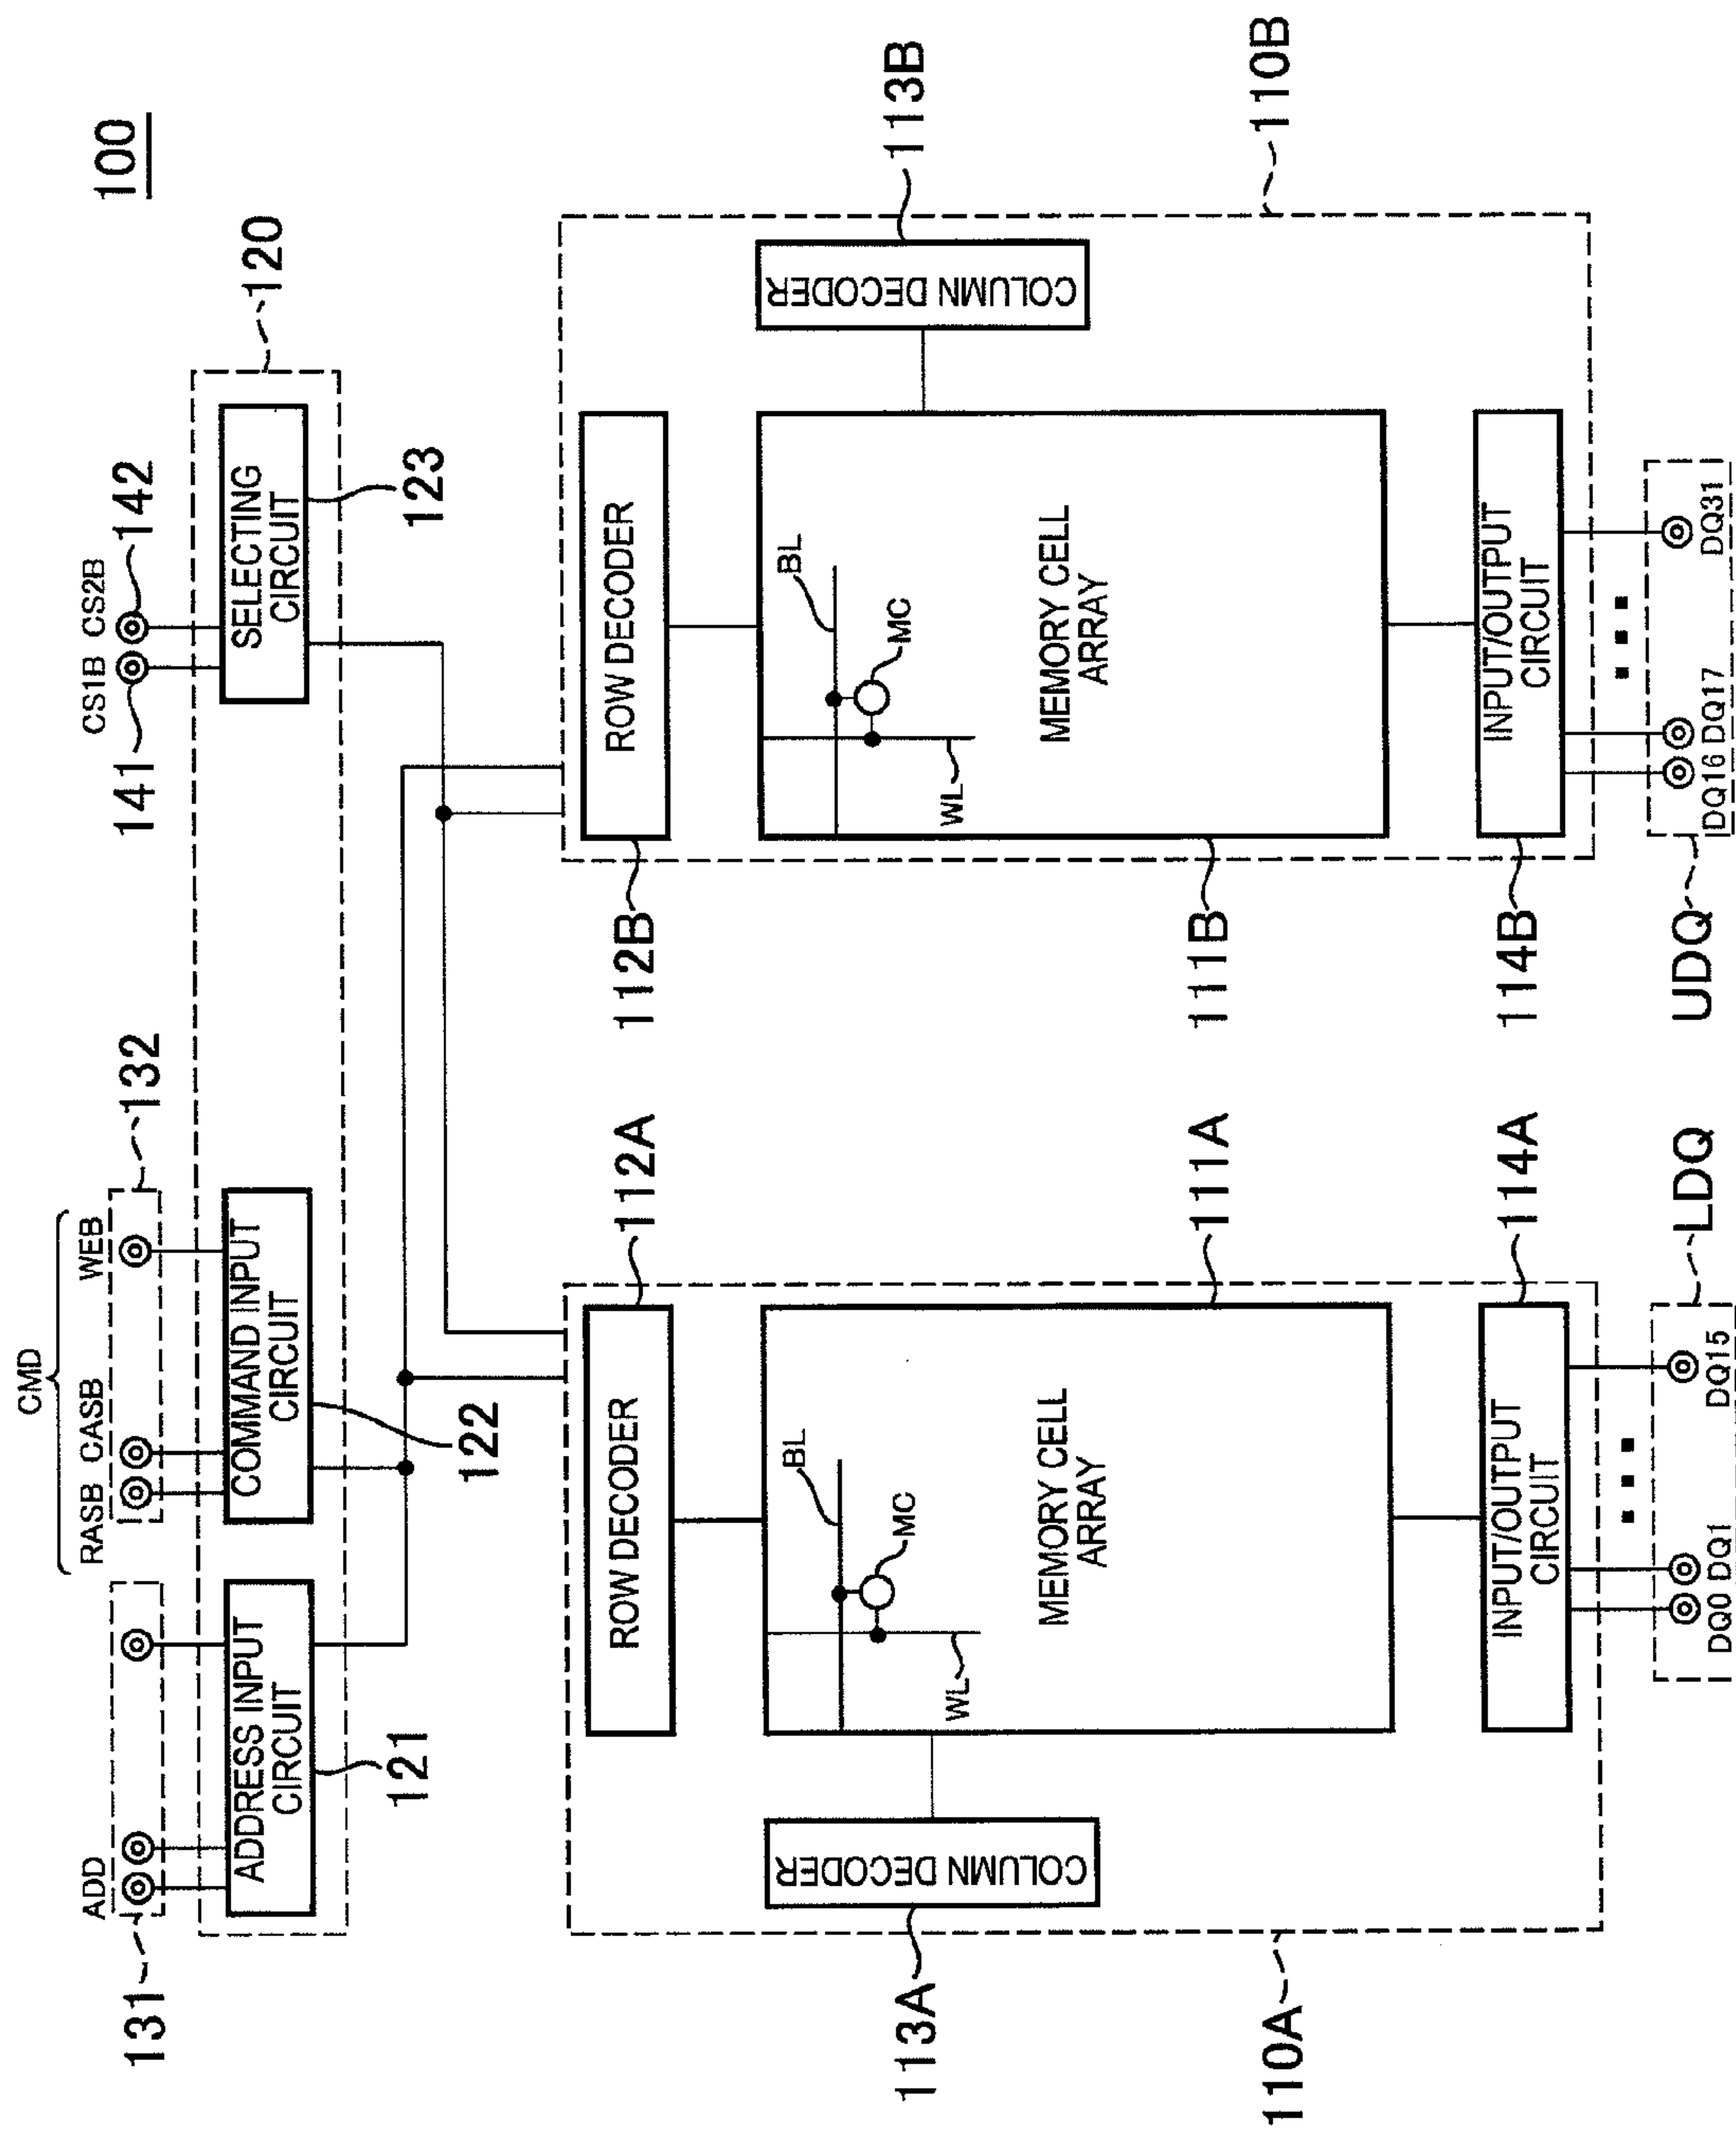 100
CMD
ADD
RASB CASB
WEB
CS1B
CS2B
131
132
141
142
120
ADDRESS INPUT
CIRCUIT
COMMAND INPUT
CIRCUIT
SELECTING
CIRCUIT
121
122
123
112A
112B
ROW DECODER
ROW DECODER
113A
COLUMN DECODER
BL
MC
WL
MEMORY CELL
ARRAY
111A
BL
MC
WL
MEMORY CELL
ARRAY
111B
COLUMN DECODER
113B
110A
INPUT/OUTPUT
CIRCUIT
114A
114B
INPUT/OUTPUT
CIRCUIT
110B
DQ0 DQ1
DQ15
LDQ
UDQ
DQ16 DQ17
DQ31